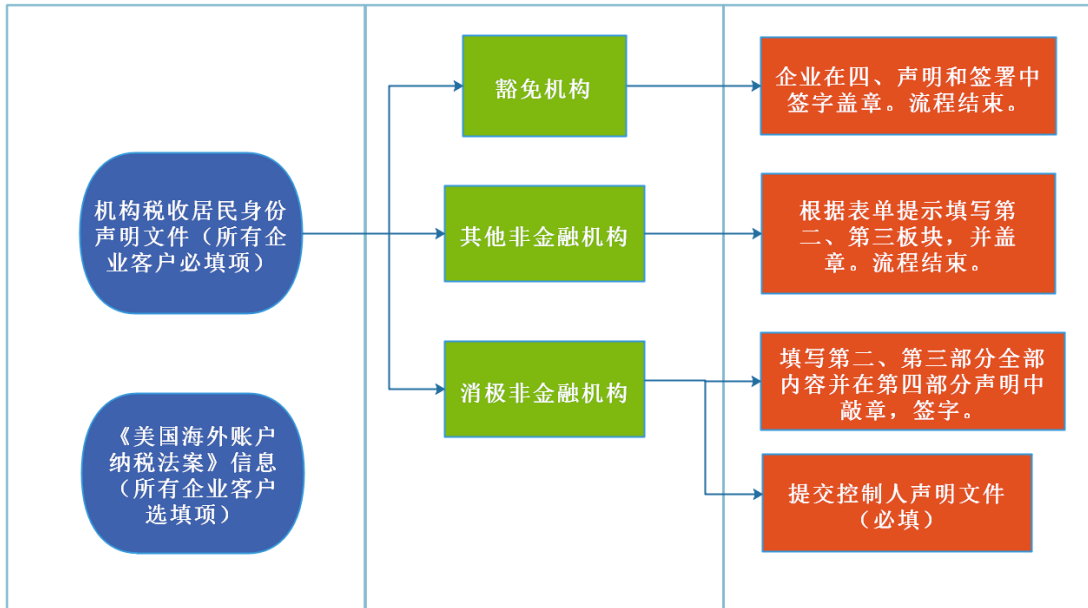 机构税收居民身份
声明文件（所有企
业客户必填项）
《美国海外账户
纳税法案》信息
（所有企业客户
选填项）
豁免机构
其他非金融机构
消极非金融机构
企业在四、声明和签署中
签字盖章。流程结束。
根据表单提示填写第
二、第三板块，并盖
章。流程结束。
填写第二、第三部分全部
内容并在第四部分声明中
敲章，签字。
提交控制人声明文件
（必填）